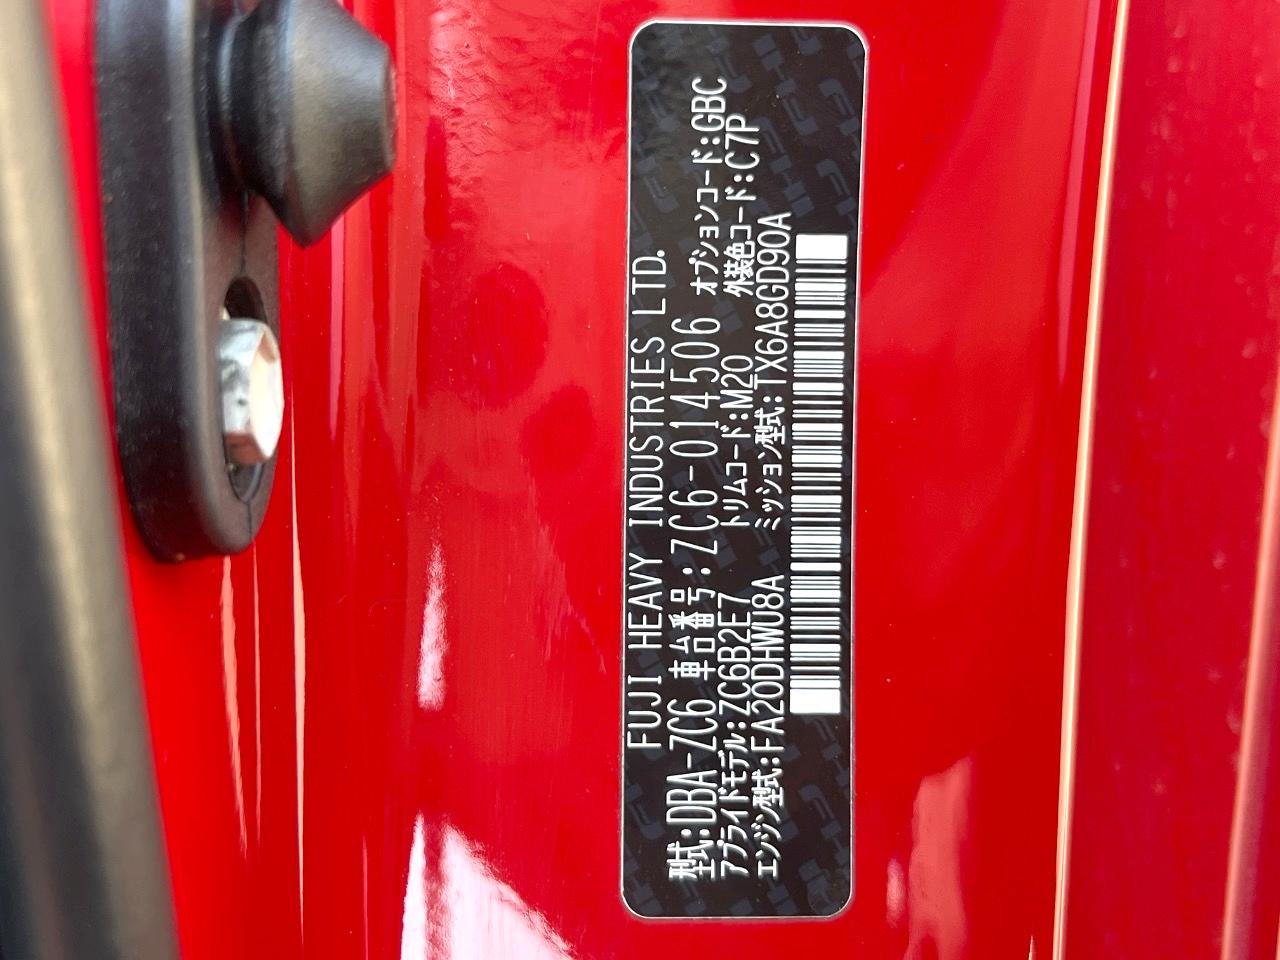 FUJI HEAVY INDUSTRIES LTD.
型式:DBA-ZC6 車台番号:ZC6-014506 オプションコード:GBC
アプライドモデル:ZC6B2E7 トリムコード:M20 外装色コード:C7P
エンジン型式:FA20DHWU8A ミッション型式:TX6A8GD90A